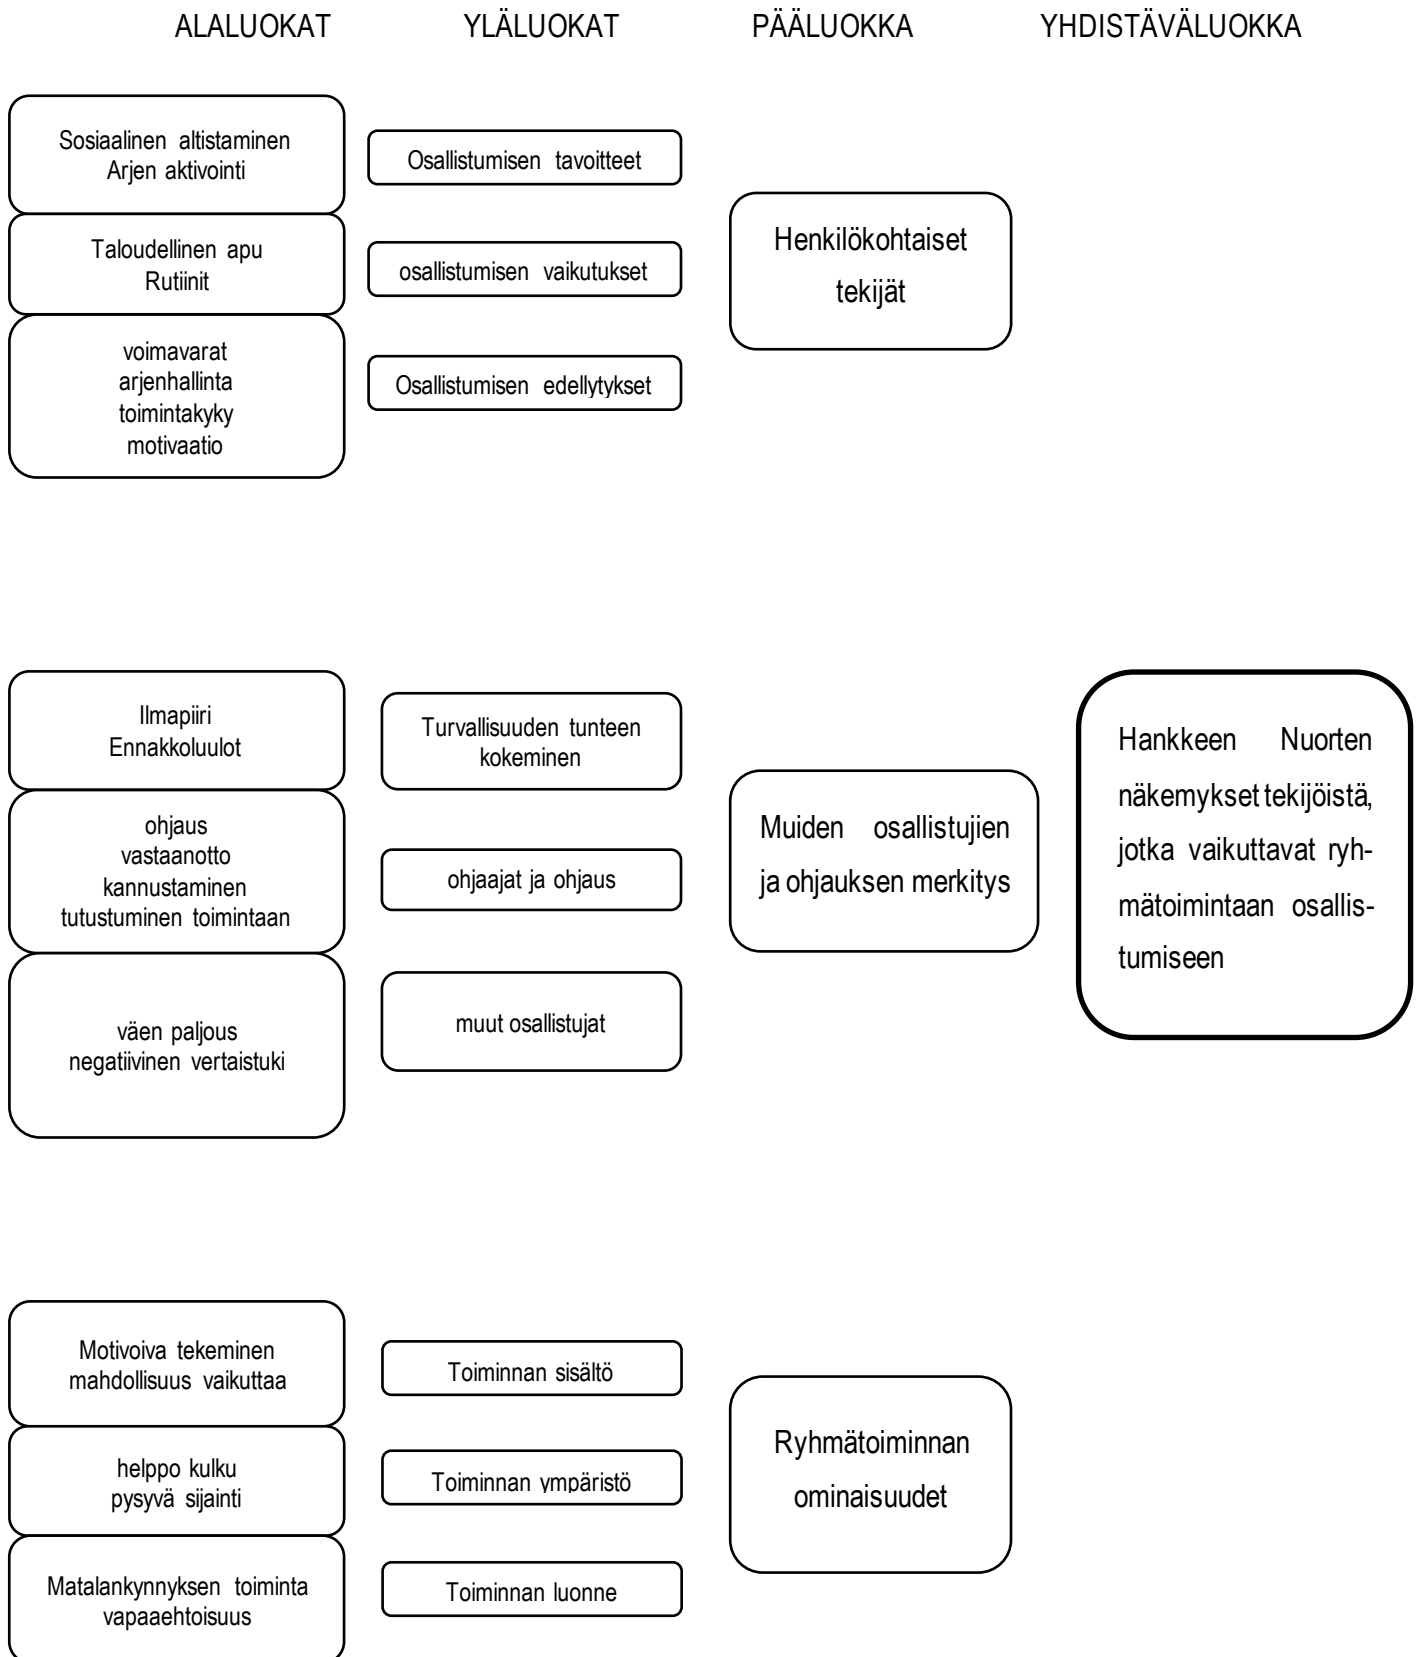 ALALUOKAT YLÄLUOKAT PÄÄLUOKKA YHDISTÄVÄLUOKKA
Sosiaalinen altistaminen
Arjen aktivointi
Osallistumisen tavoitteet
Taloudellinen apu
Rutiinit
osallistumisen vaikutukset
voimavarat
arjenhallinta
toimintakyky
motivaatio
Osallistumisen edellytykset
Henkilökohtaiset
tekijät
Ilmapiiri
Ennakkoluulot
Turvallisuuden tunteen
kokeminen
ohjaus
vastaanotto
kannustaminen
tutustuminen toimintaan
ohjaajat ja ohjaus
väen paljous
negatiivinen vertaistuki
muut osallistujat
Muiden osallistujien
ja ohjauksen merkitys
Hankkeen Nuorten
näkemykset tekijöistä,
jotka vaikuttavat ryh-
mätoimintaan osallis-
tumiseen
Motivoiva tekeminen
mahdollisuus vaikuttaa
Toiminnan sisältö
helppo kulku
pysyvä sijainti
Toiminnan ympäristö
Matalankynnyksen toiminta
vapaaehtoisuus
Toiminnan luonne
Ryhmätoiminnan
ominaisuudet